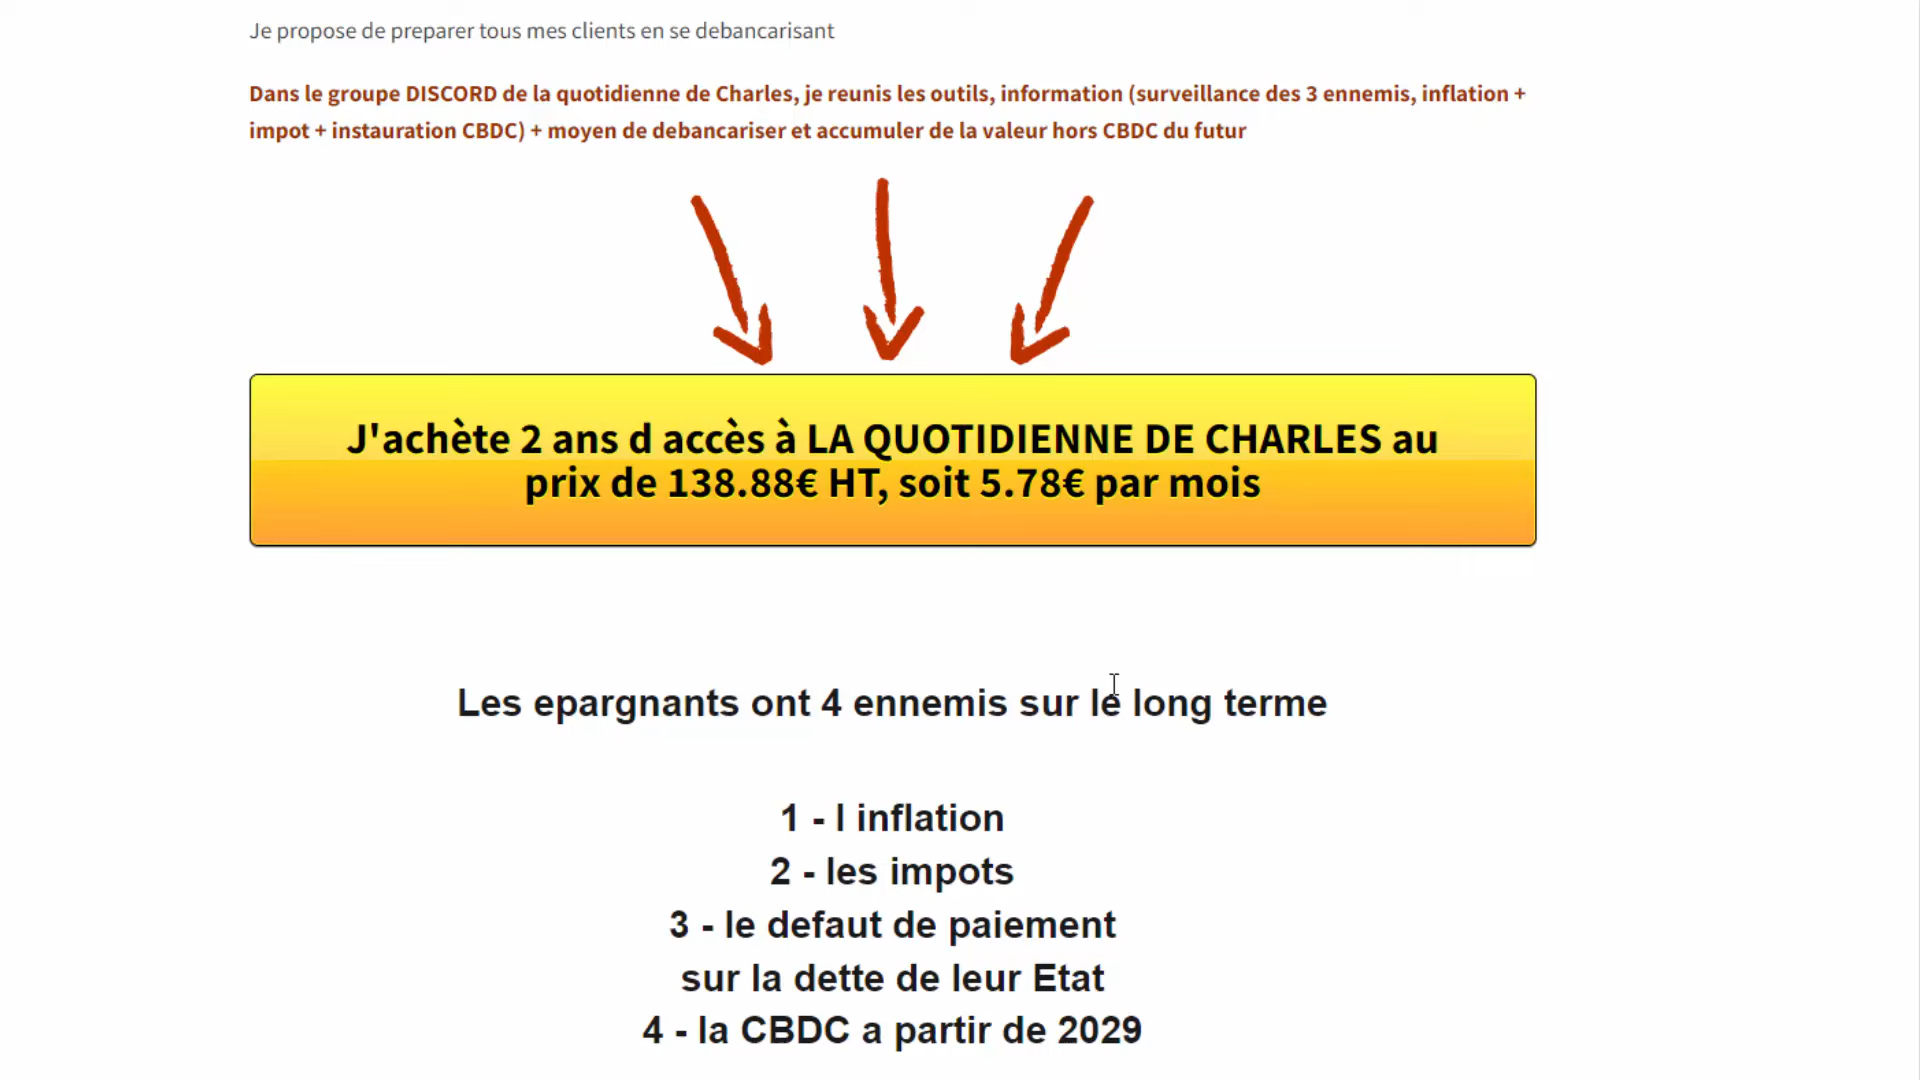 Je propose de preparer tous mes clients en se debancarisant
Dans le groupe DISCORD de la quotidienne de Charles, je reunis les outils, information (surveillance des 3 ennemis, inflation +
impot + instauration CBDC) + moyen de debancariser et accumuler de la valeur hors CBDC du futur
J'achète 2 ans d accès à LA QUOTIDIENNE DE CHARLES au
prix de 138.88€ HT, soit 5.78€ par mois
Les epargnants ont 4 ennemis sur le long terme
1 - l inflation
2 - les impots
3 - le defaut de paiement
sur la dette de leur Etat
4 - la CBDC a partir de 2029